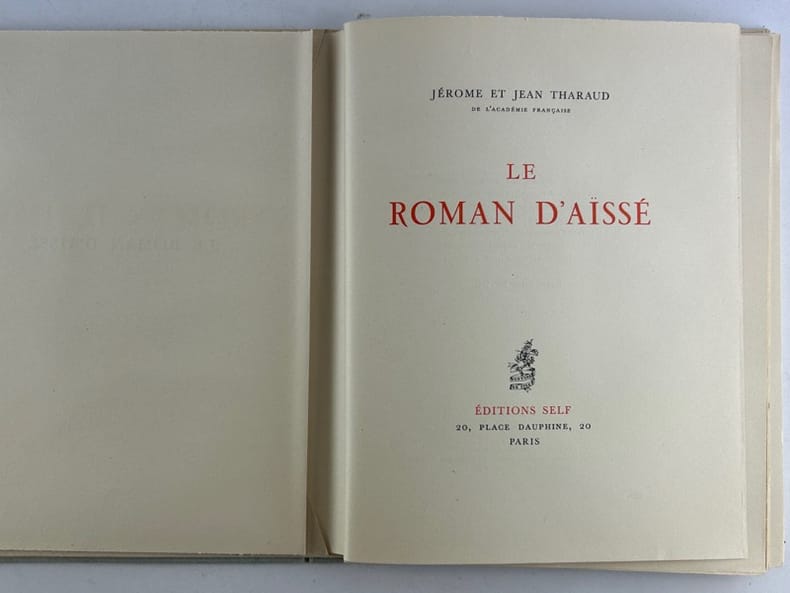 JÉROME ET JEAN THARAUD
DE L'ACADÉMIE FRANÇAISE
LE
ROMAN D'AÏSSÉ
ÉDITIONS SELF
20, PLACE DAUPHINE, 20
PARIS